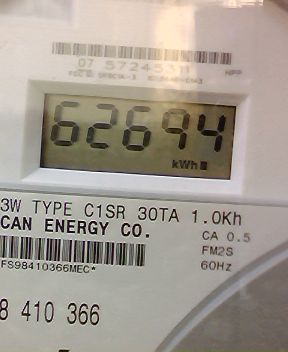 07 57245311
62694
kWh
3W TYPE C1SR 30TA 1.0Kh
CAN ENERGY CO.
CA 0.5
FM2S
60Hz
FS98410366MEC*
8 410 366